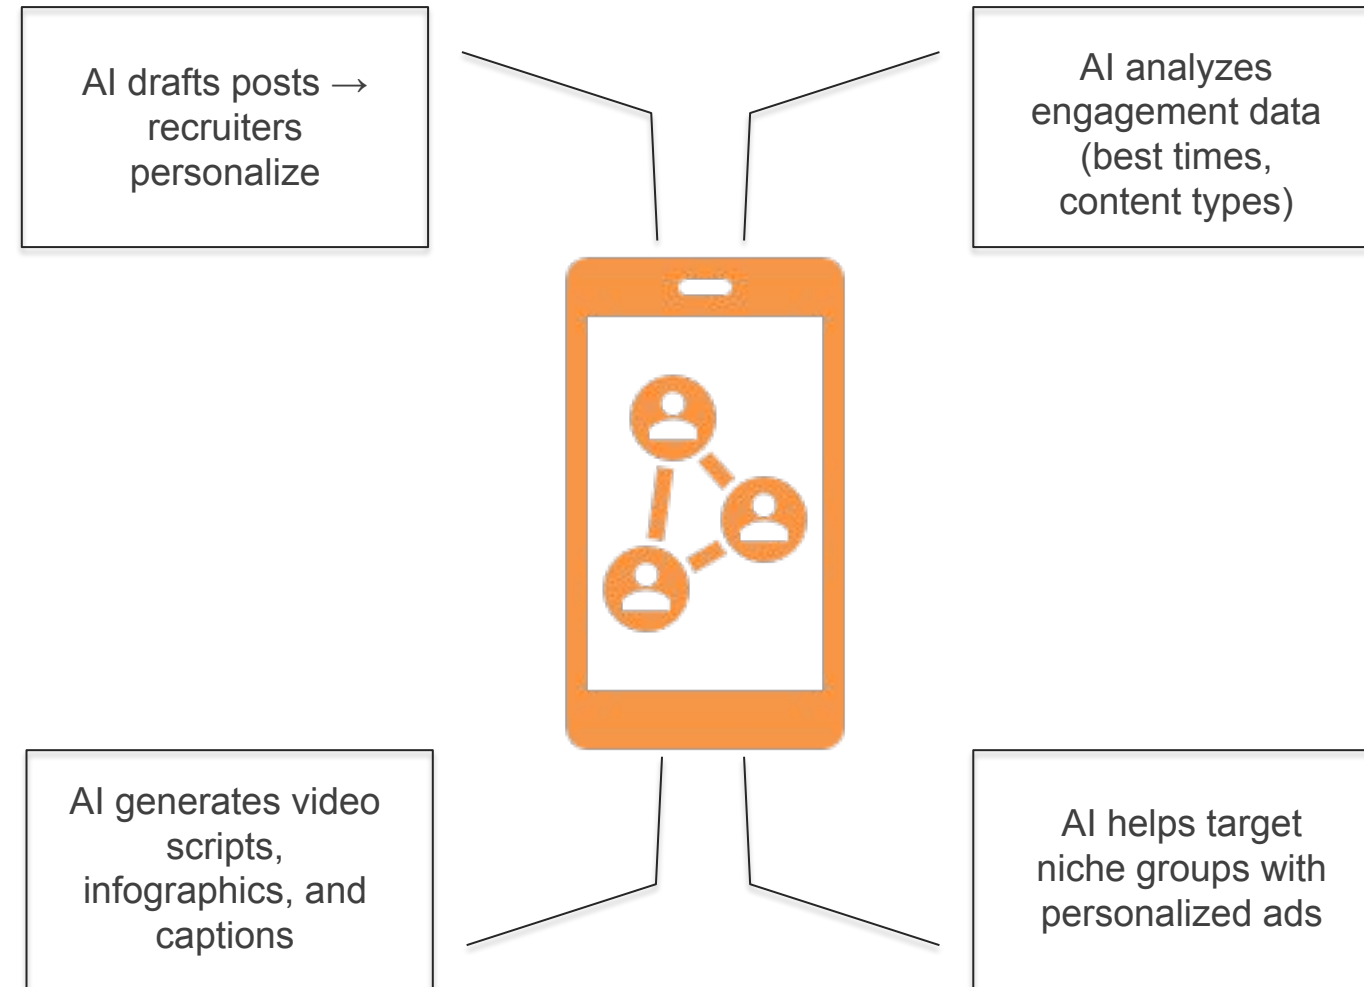 AI drafts posts →
recruiters
personalize
AI analyzes
engagement data
(best times,
content types)
AI generates video
scripts,
infographics, and
captions
AI helps target
niche groups with
personalized ads